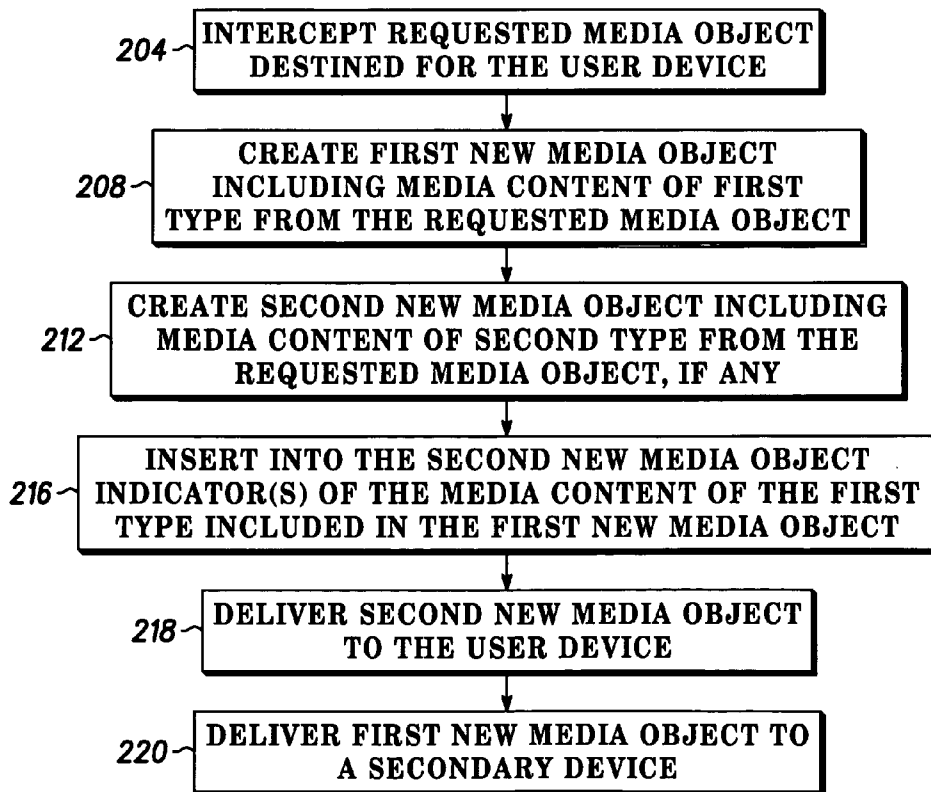 204
INTERCEPT REQUESTED MEDIA OBJECT
DESTINED FOR THE USER DEVICE
208
CREATE FIRST NEW MEDIA OBJECT
INCLUDING MEDIA CONTENT OF FIRST
TYPE FROM THE REQUESTED MEDIA OBJECT
212
CREATE SECOND NEW MEDIA OBJECT INCLUDING
MEDIA CONTENT OF SECOND TYPE FROM THE
REQUESTED MEDIA OBJECT, IF ANY
216
INSERT INTO THE SECOND NEW MEDIA OBJECT
INDICATOR(S) OF THE MEDIA CONTENT OF THE FIRST
TYPE INCLUDED IN THE FIRST NEW MEDIA OBJECT
218
DELIVER SECOND NEW MEDIA OBJECT
TO THE USER DEVICE
220
DELIVER FIRST NEW MEDIA OBJECT TO
A SECONDARY DEVICE